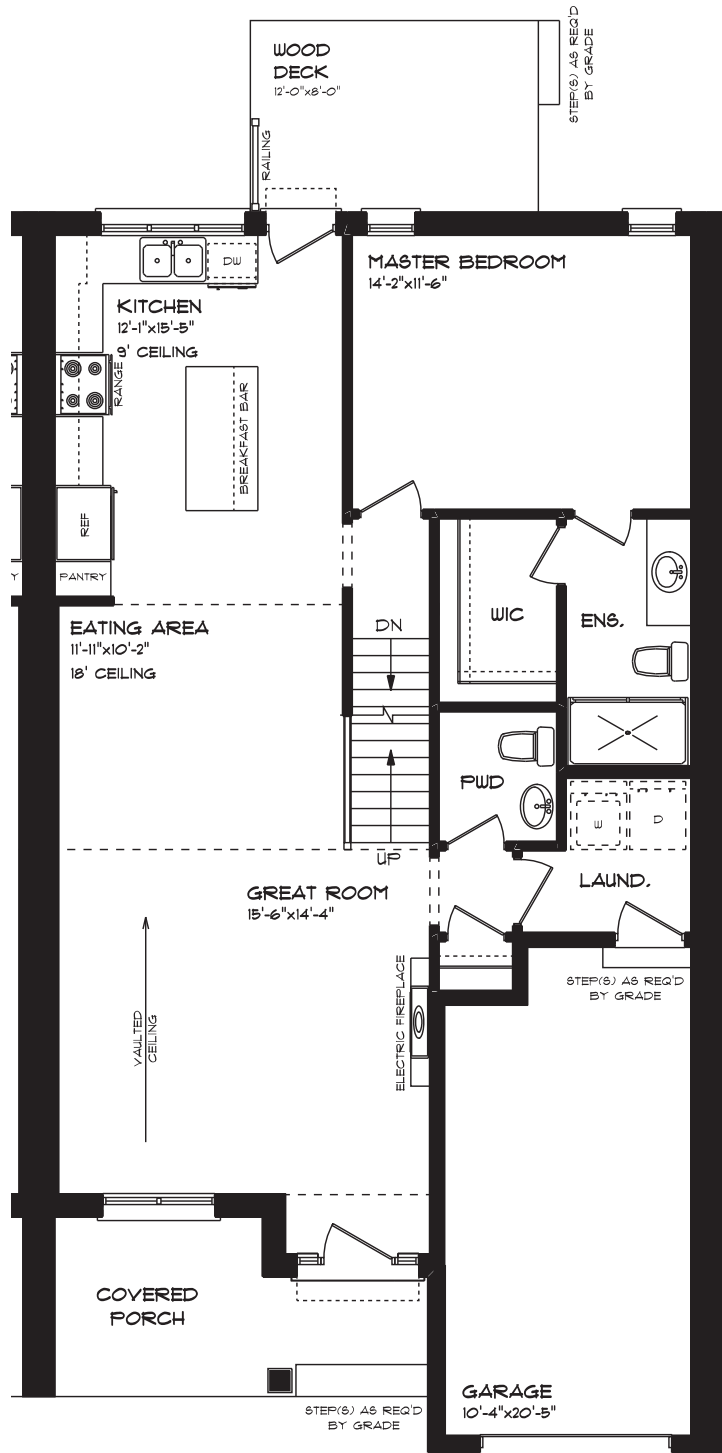 WOOD
DECK
12'-0"x8'-0"
STEP(S) AS REQ'D
BY GRADE
RAILING
DW
MASTER BEDROOM
14'-2"x11'-6"
KITCHEN
12'-1"x15'-5"
9' CEILING
RANGE
BREAKFAST BAR
REF
Y
PANTRY
EATING AREA
11'-11"x10'-2"
18' CEILING
DN
WIC
ENS.
PWD
UP
W
D
LAUND.
GREAT ROOM
15'-6"x14'-4"
STEP(S) AS REQ'D
BY GRADE
VAULTED
CEILING
ELECTRIC FIREPLACE
COVERED
PORCH
GARAGE
10'-4"x20'-5"
STEP(S) AS REQ'D
BY GRADE